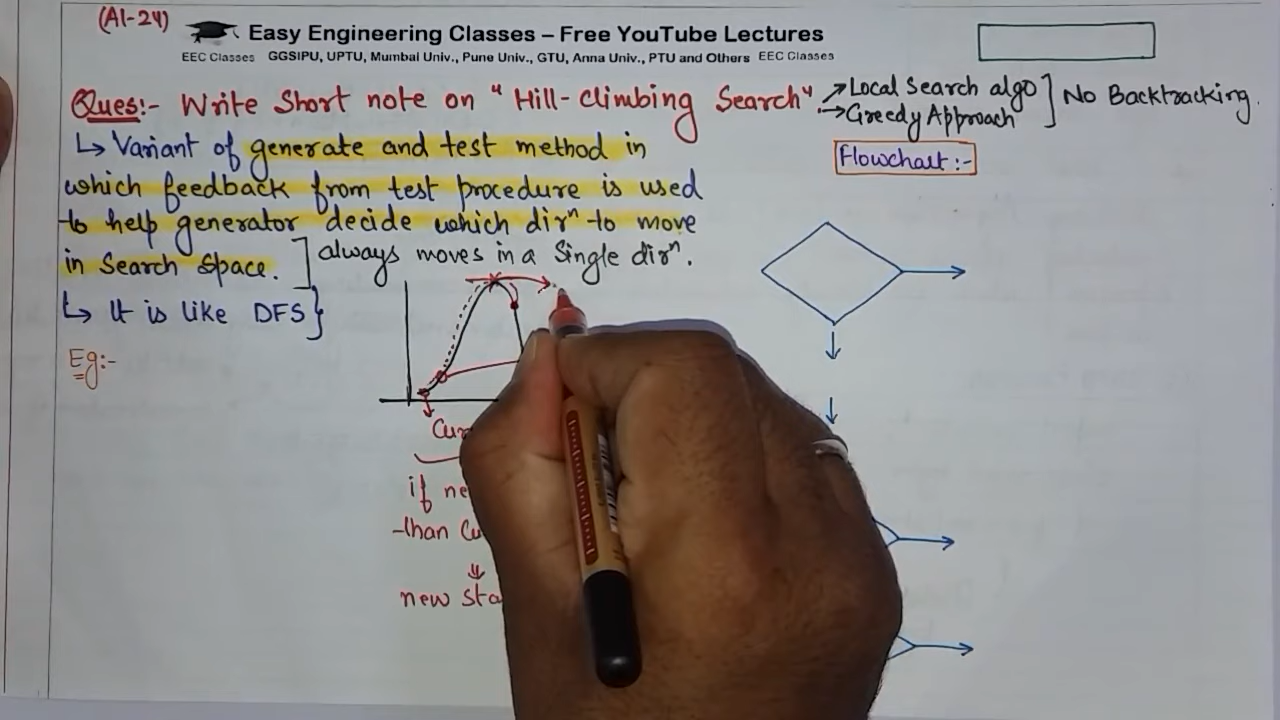 (AI-24)
Easy Engineering Classes – Free YouTube Lectures
EEC Classes GGSIPU, UPTU, Mumbai Univ., Pune Univ., GTU, Anna Univ., PTU and Others EEC Classes
Ques:- Write Short note on "Hill-Climbing Search" → Local Search algo ] No Backtracking.
→ Greedy Approach
↳ Variant of generate and test method in
which feedback from test procedure is used
to help generator decide which dirⁿ to move
in Search Space. ] always moves in a Single dirⁿ.
↳ It is like DFS }
Eg:-
Flowchart:-
if
than
new